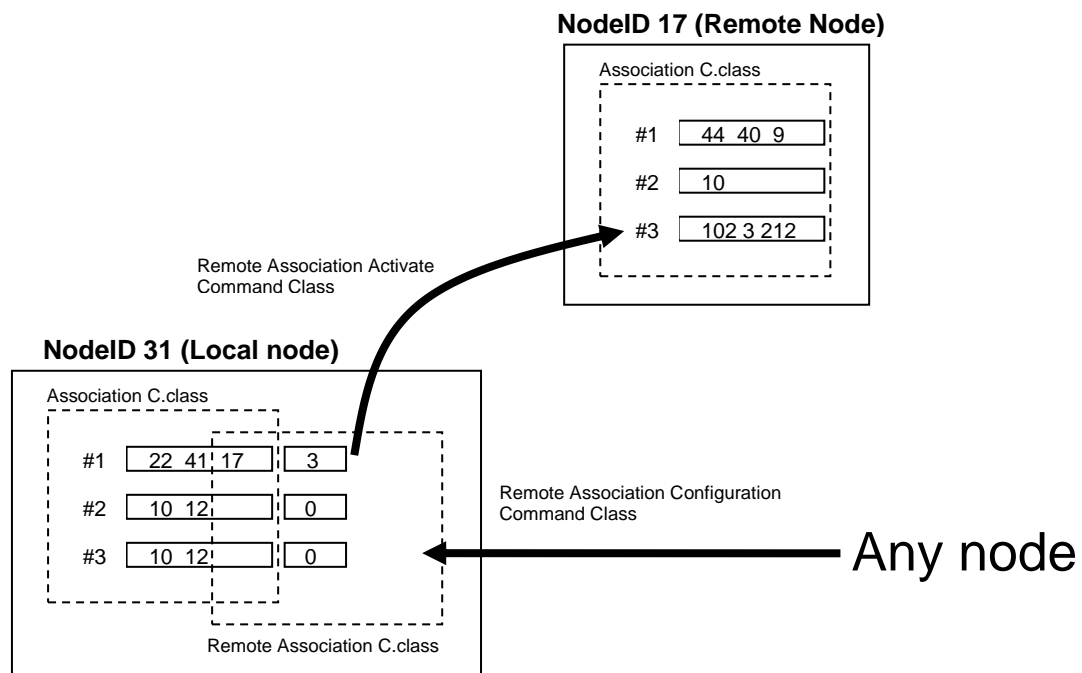 NodeID 17 (Remote Node)
Association C.class
#1 44 40 9
#2 10
#3 102 3 212
Remote Association Activate
Command Class
NodeID 31 (Local node)
Association C.class
#1 22 41 17 3
#2 10 12 0
#3 10 12 0
Remote Association C.class
Remote Association Configuration
Command Class
Any node